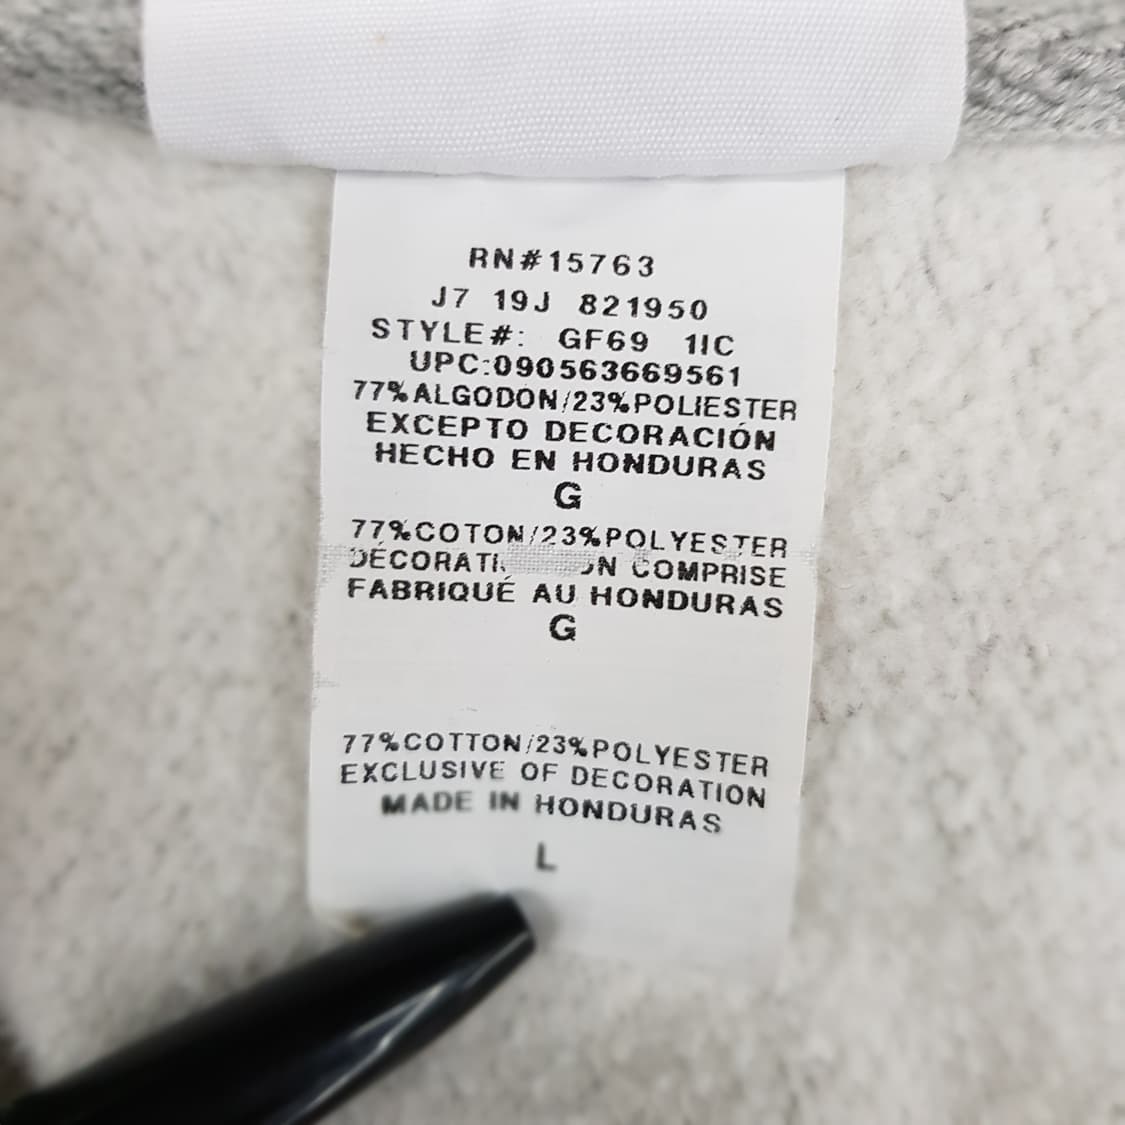 RN#15763
J7 19J 821950
STYLE#: GF69 1IC
UPC:090563669561
77%ALGODON/23%POLIESTER
EXCEPTO DECORACIÓN
HECHO EN HONDURAS
G
77%COTON/23%POLYESTER
COMPRISE
FABRIQUÉ AU HONDURAS
G
77%COTTON/23%POLYESTER
EXCLUSIVE OF DECORATION
MADE IN HONDURAS
L